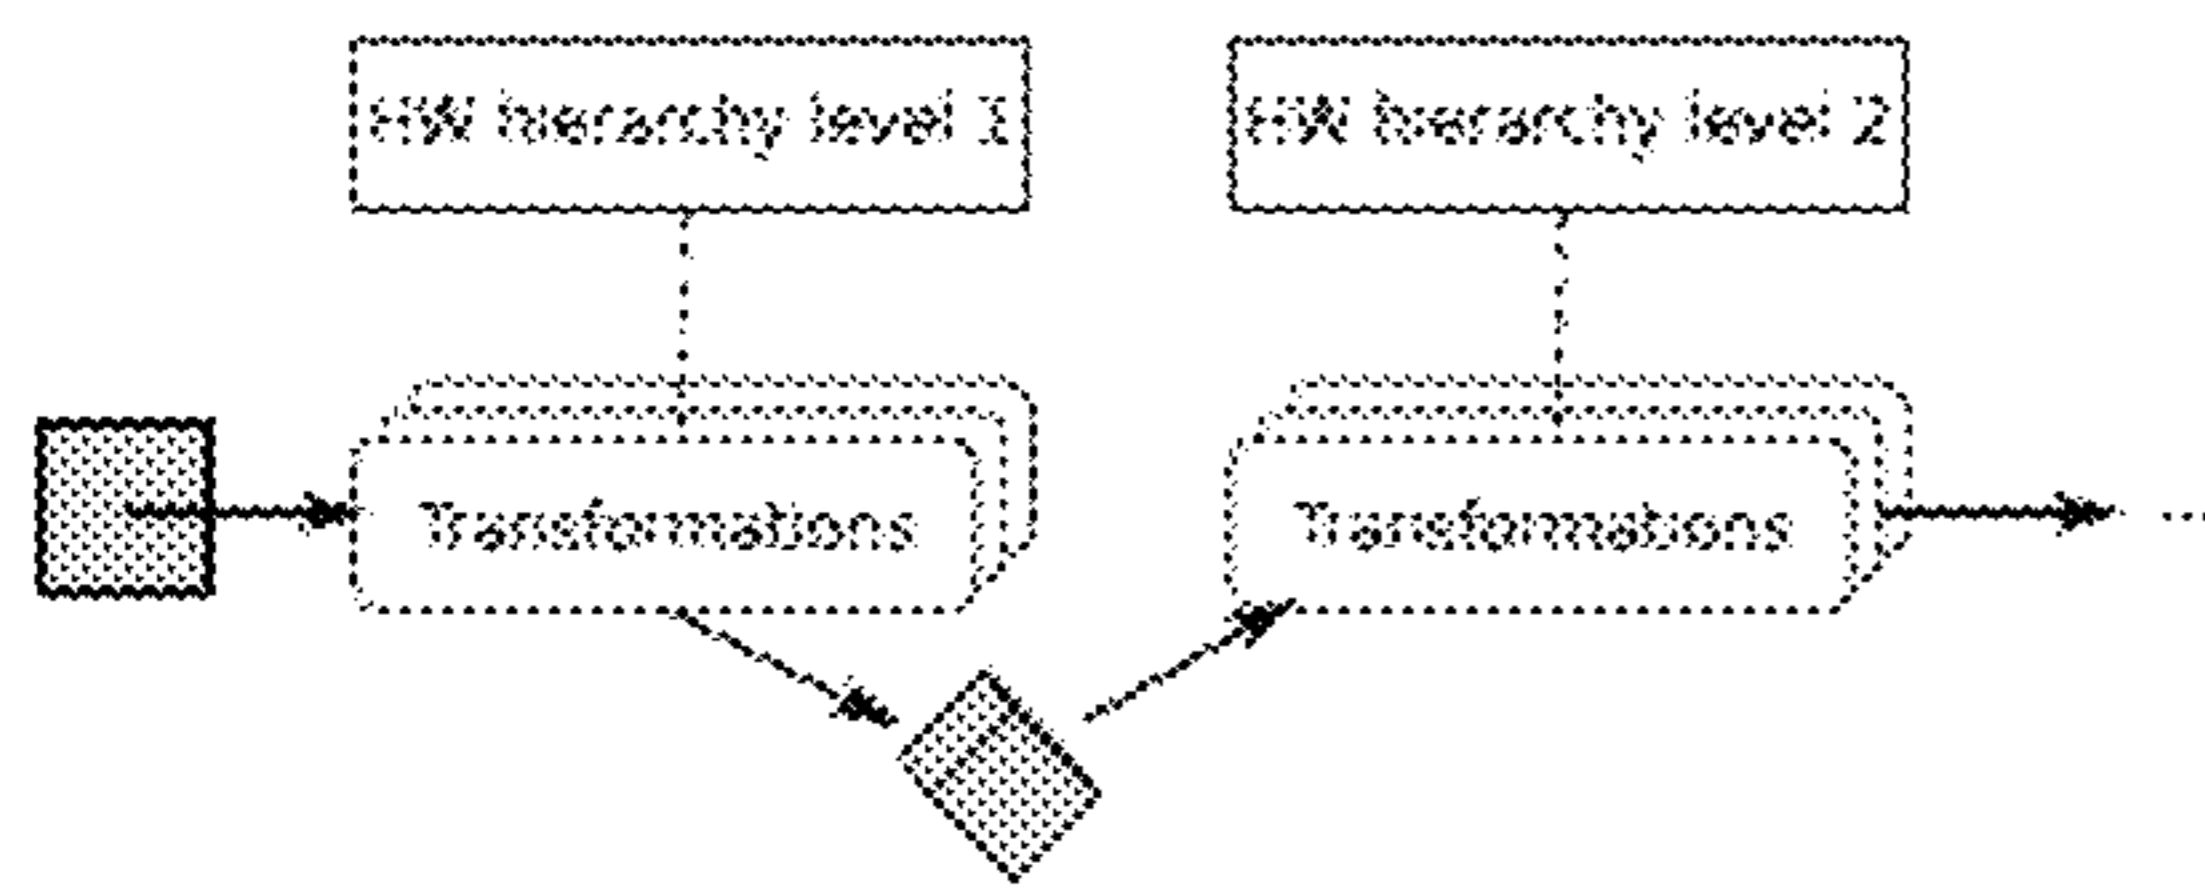 HW hierarchy level 1
HW hierarchy level 2
Transformations
Transformations
...